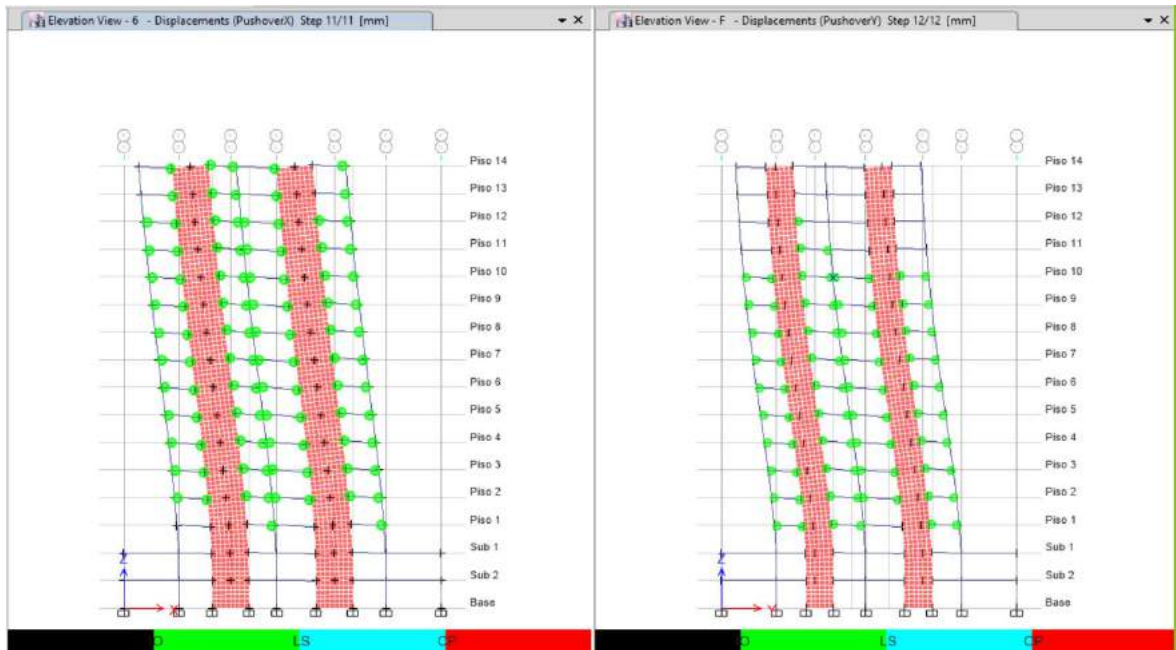 Elevation View - 6 - Displacements (PushoverX) Step 11/11 [mm]
Piso 14
Piso 13
Piso 12
Piso 11
Piso 10
Piso 9
Piso 8
Piso 7
Piso 6
Piso 5
Piso 4
Piso 3
Piso 2
Piso 1
Sub 1
Sub 2
Base
Z
X
IO LS CP
Elevation View - F - Displacements (PushoverY) Step 12/12 [mm]
Piso 14
Piso 13
Piso 12
Piso 11
Piso 10
Piso 9
Piso 8
Piso 7
Piso 6
Piso 5
Piso 4
Piso 3
Piso 2
Piso 1
Sub 1
Sub 2
Base
Z
Y
IO LS CP